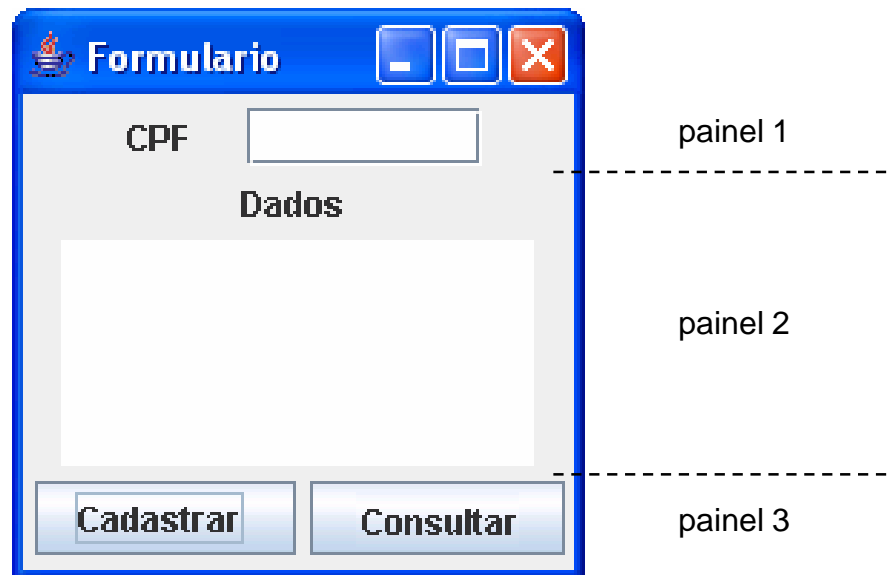 Formulario
CPF
painel 1
Dados
painel 2
Cadastrar
Consultar
painel 3